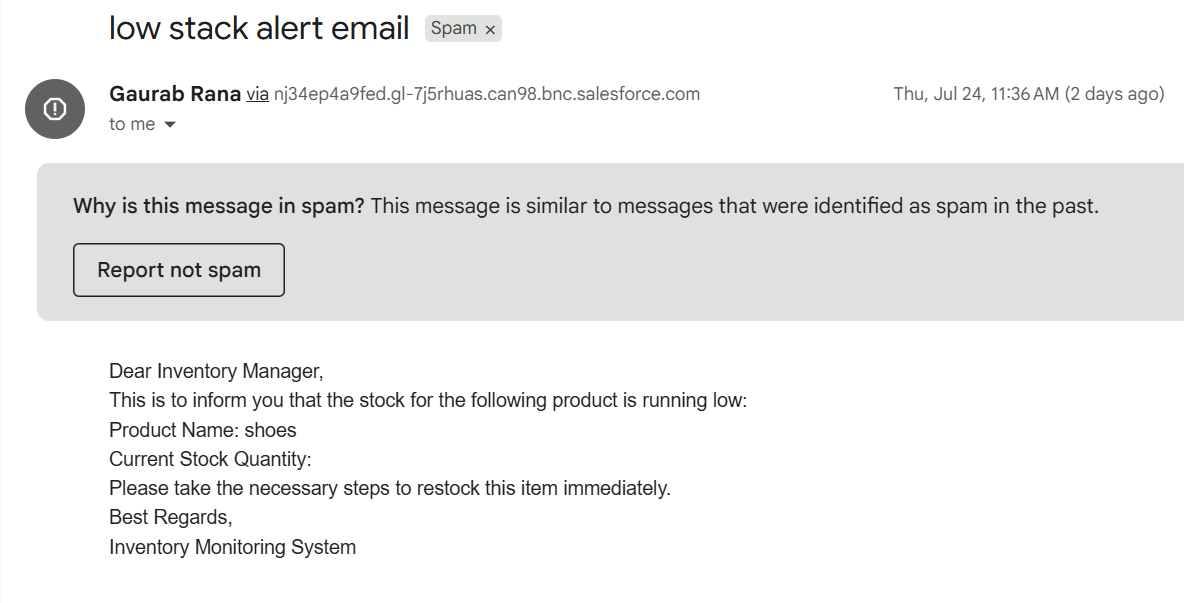 low stack alert email Spam ×
Gaurab Rana via nj34ep4a9fed.gl-7j5rhuas.can98.bnc.salesforce.com Thu, Jul 24, 11:36 AM (2 days ago)
to me
Why is this message in spam? This message is similar to messages that were identified as spam in the past.
Report not spam
Dear Inventory Manager,
This is to inform you that the stock for the following product is running low:
Product Name: shoes
Current Stock Quantity:
Please take the necessary steps to restock this item immediately.
Best Regards,
Inventory Monitoring System